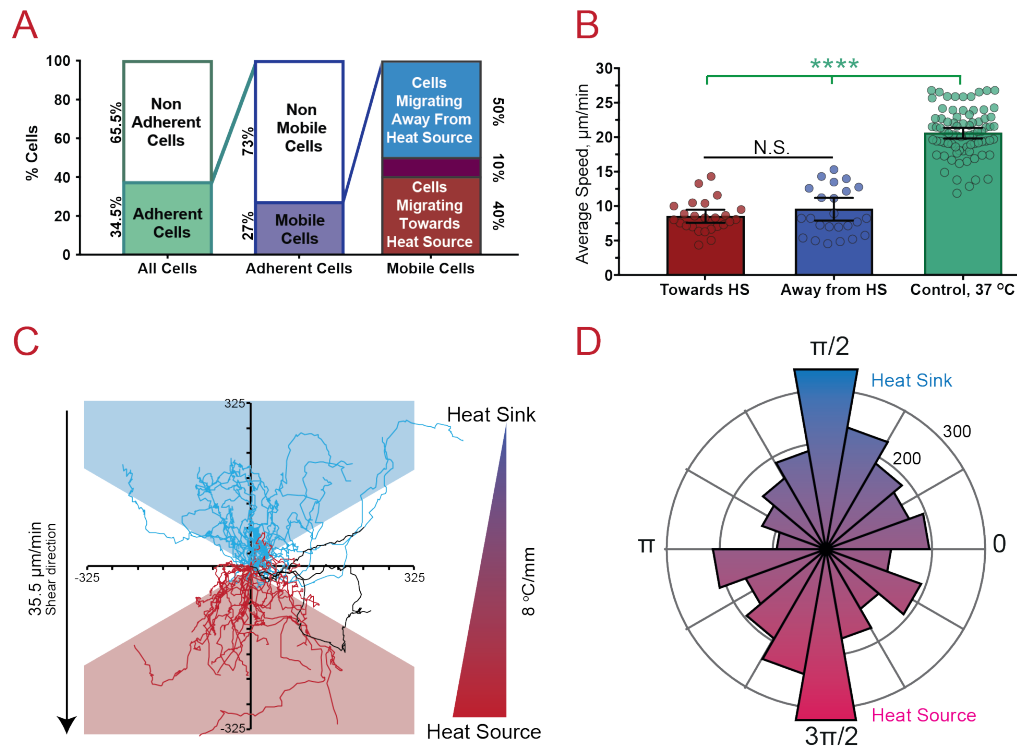 A
% Cells
100
80
60
40
20
0
65.5%
34.5%
Non
Adherent
Cells
Adherent
Cells
73%
27%
Non
Mobile
Cells
Mobile
Cells
Cells
Migrating
Away From
Heat Source
Cells
Migrating
Towards
Heat Source
50%
10%
40%
All Cells
Adherent Cells
Mobile Cells
B
Average Speed, μm/min
30
25
20
15
10
5
0
N.S.
****
Towards HS
Away from HS
Control, 37 ºC
C
35.5 μm/min
Shear direction
325
-325
325
-325
Heat Sink
8 ºC/mm
Heat Source
D
π/2
Heat Sink
300
200
π
0
Heat Source
3π/2